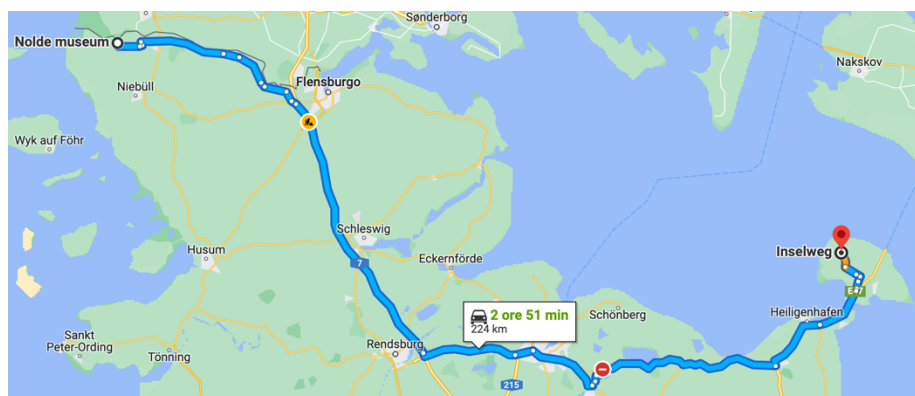 Sønderborg
Nolde museum
Nakskov
Flensburgo
Niebüll
Wyk auf Föhr
Schleswig
Husum
Inselweg
7
Eckernförde
E47
2 ore 51 min
224 km
Schönberg
Heiligenhafen
Sankt
Peter-Ording
Tönning
Rendsburg
215